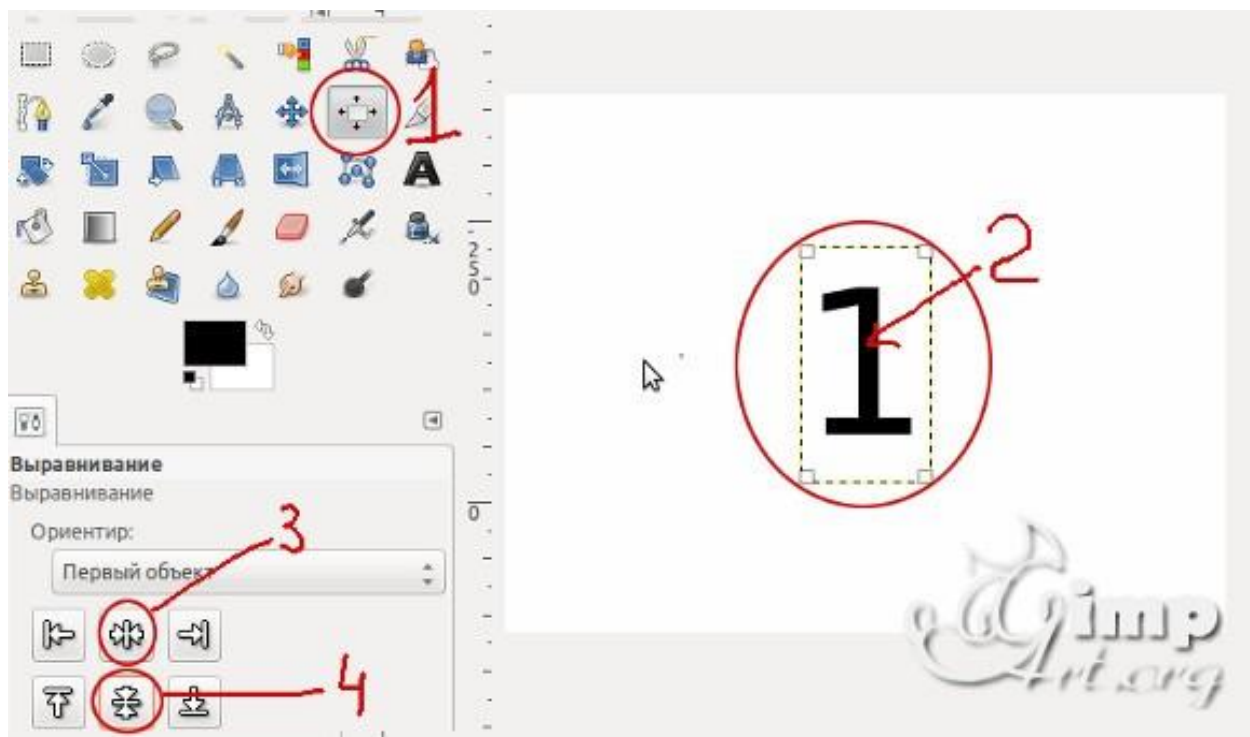 1
2
250
1
Выравнивание
Выравнивание
3
0
Ориентир:
Первый объект
4
Gimp
Art.org